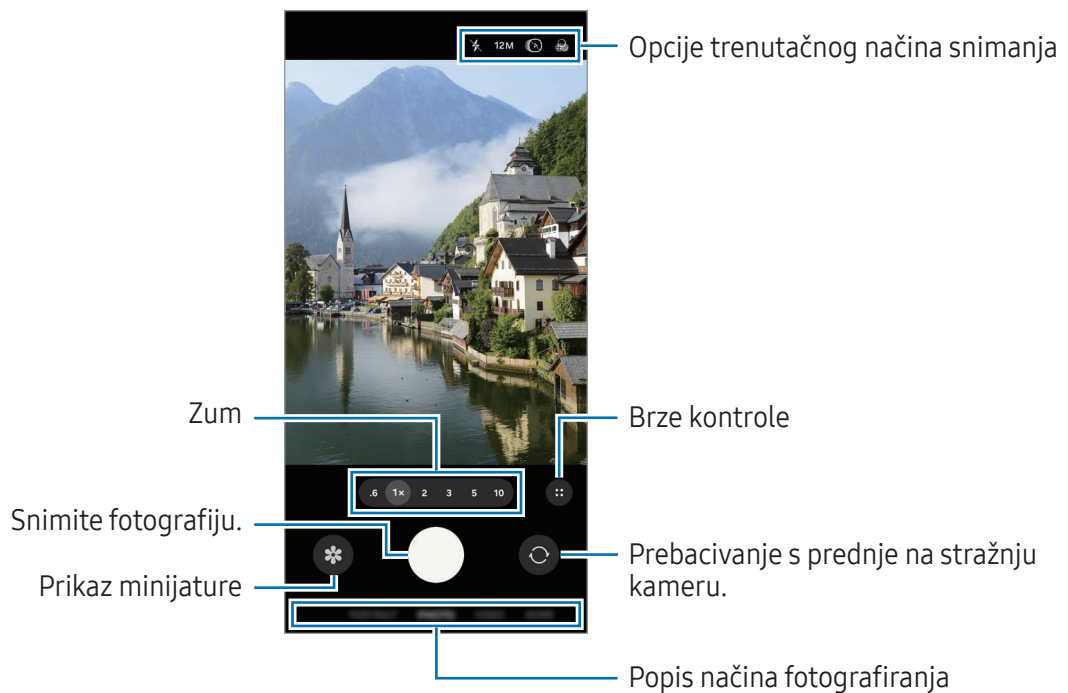 Opcije trenutačnog načina snimanja
12M
Zum
Brze kontrole
.6 1× 2 3 5 10
Snimite fotografiju.
Prikaz minijature
Prebacivanje s prednje na stražnju
kameru.
Popis načina fotografiranja